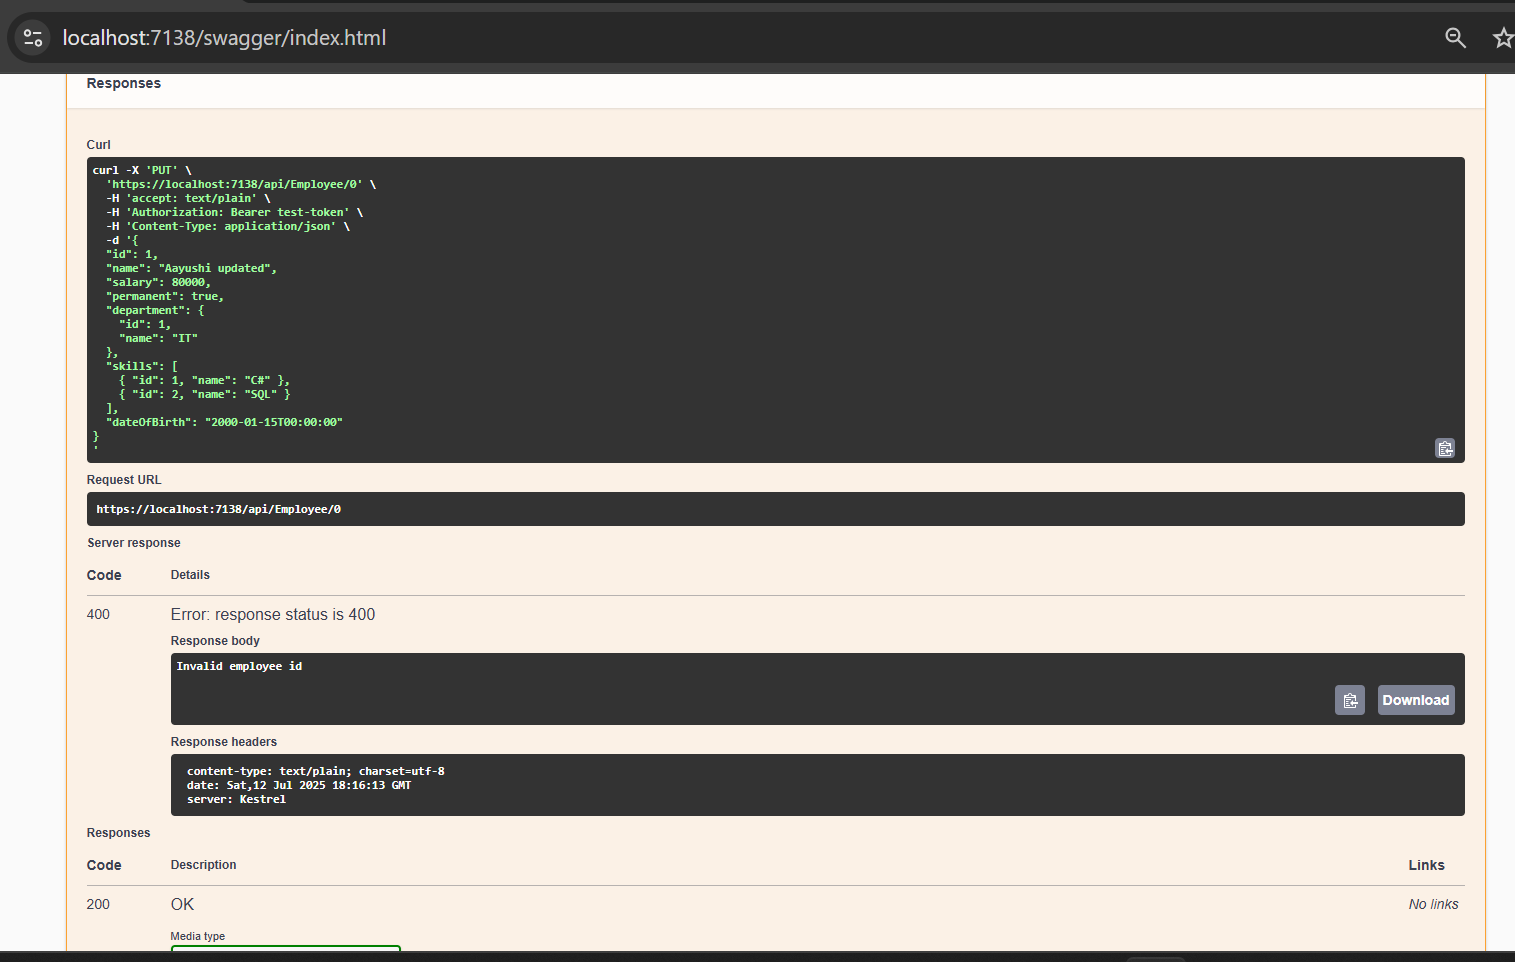 localhost:7138/swagger/index.html
Responses
Curl
curl -X 'PUT' \
  'https://localhost:7138/api/Employee/0' \
  -H 'accept: text/plain' \
  -H 'Authorization: Bearer test-token' \
  -H 'Content-Type: application/json' \
  -d '{
  "id": 1,
  "name": "Aayushi updated",
  "salary": 80000,
  "permanent": true,
  "department": {
    "id": 1,
    "name": "IT"
  },
  "skills": [
    { "id": 1, "name": "C#" },
    { "id": 2, "name": "SQL" }
  ],
  "dateOfBirth": "2000-01-15T00:00:00"
}
'
Request URL
https://localhost:7138/api/Employee/0
Server response
Code Details
400 Error: response status is 400
Response body
Invalid employee id
Download
Response headers
content-type: text/plain; charset=utf-8
date: Sat,12 Jul 2025 18:16:13 GMT
server: Kestrel
Responses
Code Description Links
200 OK No links
Media type